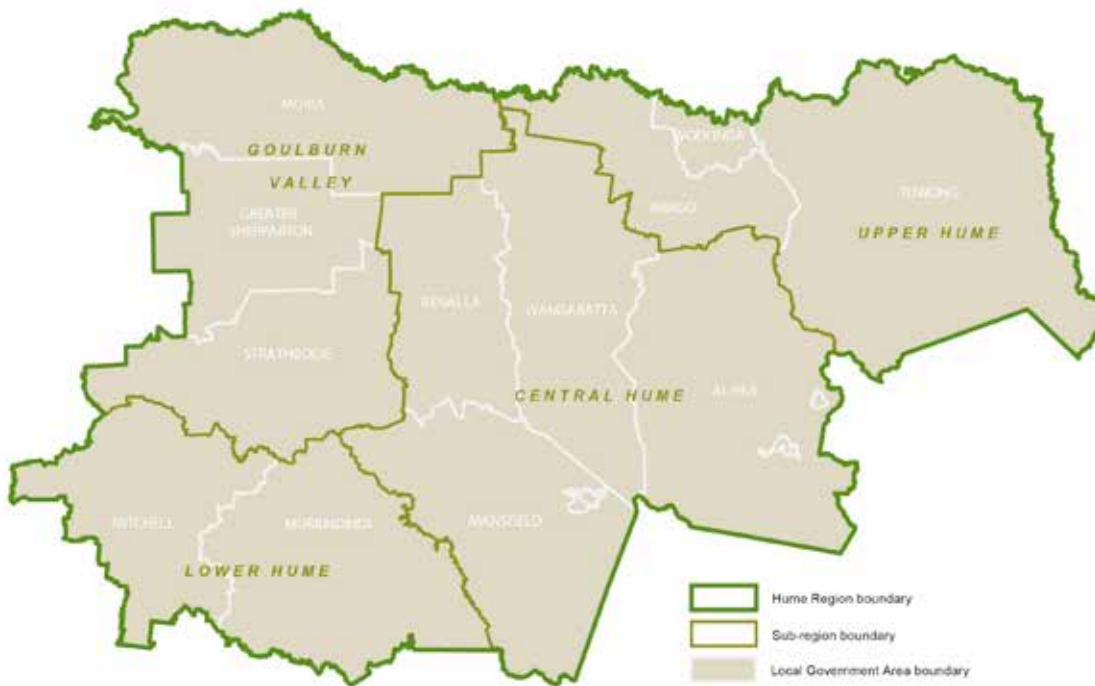 MOIRA
WODONGA
GOULBURN
VALLEY
TOWONG
GREATER
SHEPPARTON
INDIGO
UPPER HUME
BENALLA
WANGARATTA
STRATHBOGIE
ALPINE
CENTRAL HUME
MITCHELL
MURRINDINDI
MANSFIELD
LOWER HUME
Hume Region boundary
Sub-region boundary
Local Government Area boundary